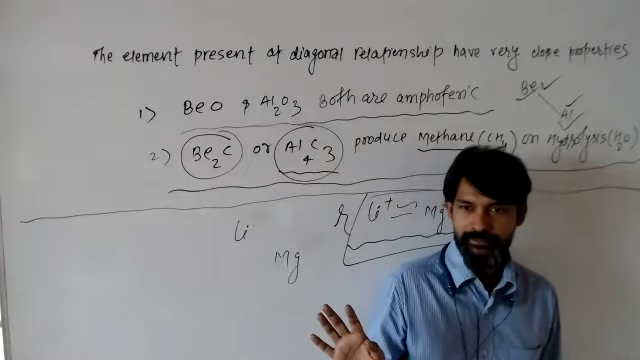 The element present at diagonal relationship have very close properties
1) BeO & Al2O3 Both are amphoteric
Be
Al
2) Be2C or Al4C3 produce Methane (CH4) on Hydrolysis (H2O)
Li
Mg
Li+ ~ Mg